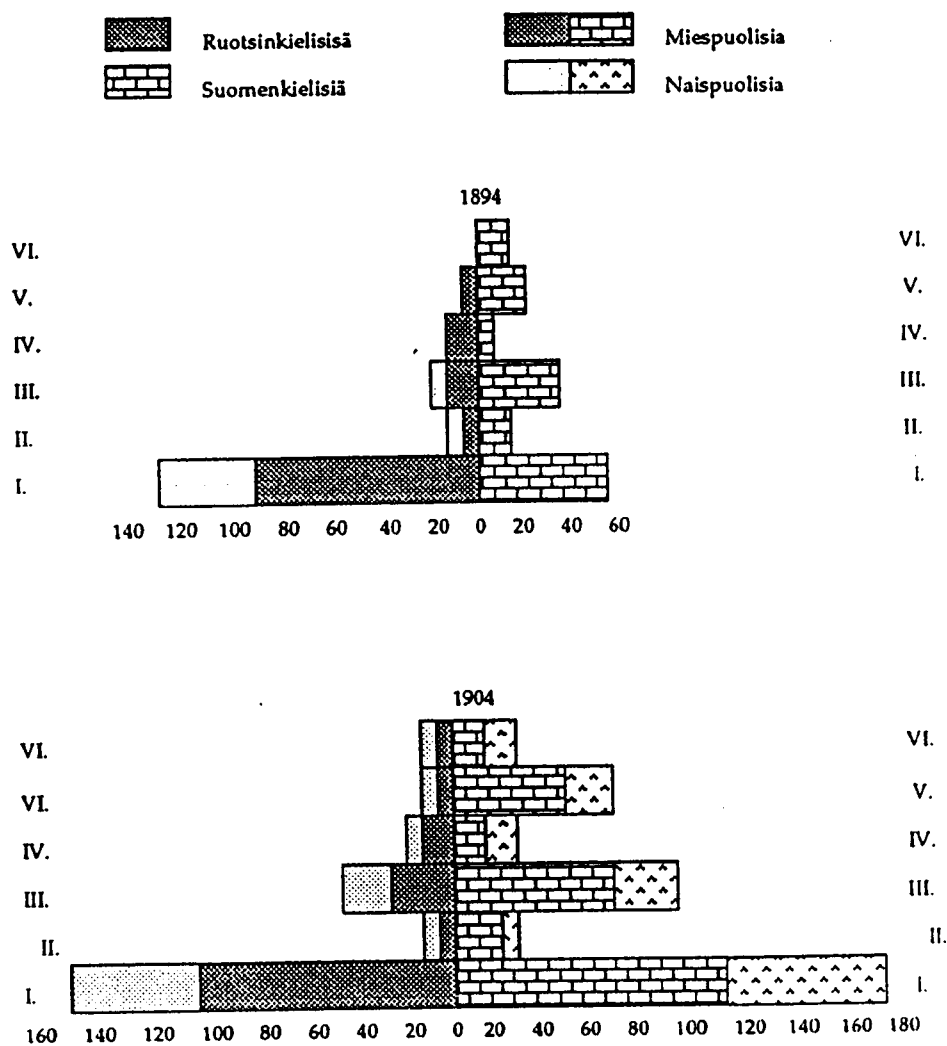 Ruotsinkielisisä Miespuolisia
Suomenkielisiä Naispuolisia
1894
VI. VI.
V. V.
IV. IV.
III. III.
II. II.
I. I.
140 120 100 80 60 40 20 0 20 40 60
1904
VI. VI.
VI. V.
IV. IV.
III. III.
II. II.
I. I.
160 140 120 100 80 60 40 20 0 20 40 60 80 100 120 140 160 180